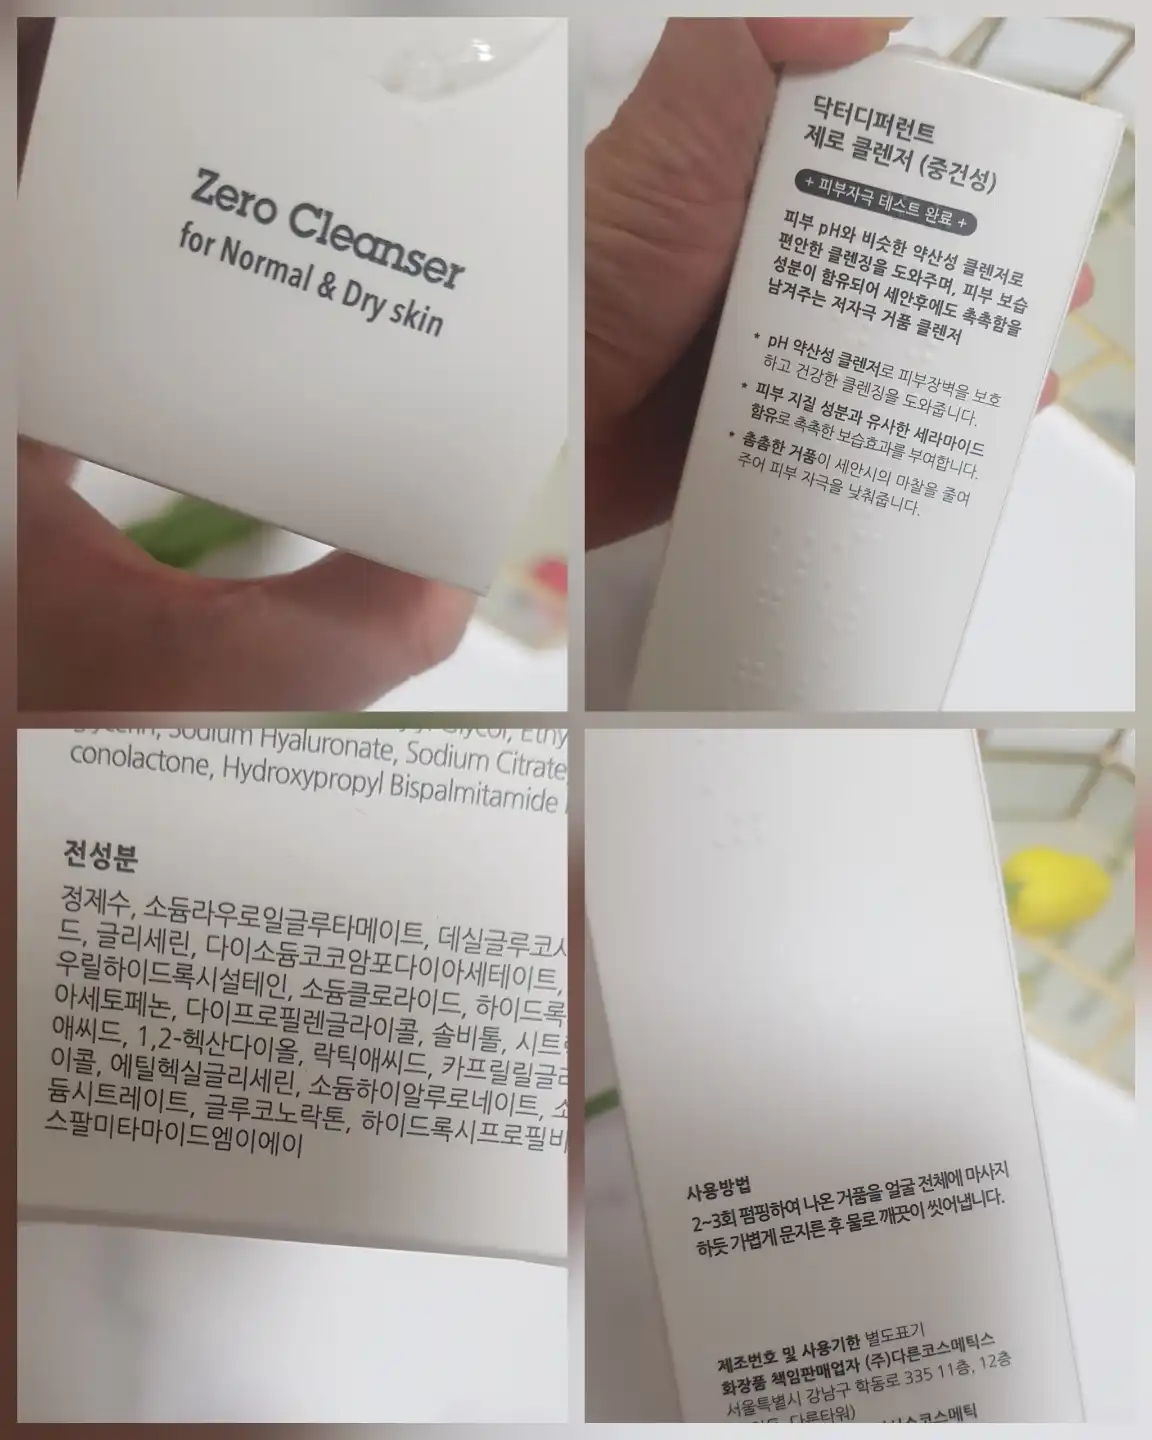 Zero Cleanser
for Normal & Dry skin
닥터디퍼런트
제로 클렌저 (중건성)
+ 피부자극 테스트 완료 +
피부 pH와 비슷한 약산성 클렌저로
편안한 클렌징을 도와주며, 피부 보습
성분이 함유되어 세안후에도 촉촉함을
남겨주는 저자극 거품 클렌저
* pH 약산성 클렌저로 피부장벽을 보호
하고 건강한 클렌징을 도와줍니다.
* 피부 지질 성분과 유사한 세라마이드
함유로 촉촉한 보습효과를 부여합니다.
* 촘촘한 거품이 세안시의 마찰을 줄여
주어 피부 자극을 낮춰줍니다.
Sodium Hyaluronate, Sodium Citrate
conolactone, Hydroxypropyl Bispalmitamide
전성분
정제수, 소듐라우로일글루타메이트, 데실글루코
드, 글리세린, 다이소듐코코암포다이아세테이트,
우릴하이드록시설테인, 소듐클로라이드, 하이드록
아세토페논, 다이프로필렌글라이콜, 솔비톨, 시트
애씨드, 1,2-헥산다이올, 락틱애씨드, 카프릴릴글
이콜, 에틸헥실글리세린, 소듐하이알루로네이트,
듐시트레이트, 글루코노락톤, 하이드록시프로필비
스팔미타마이드엠이에이
사용방법
2~3회 펌핑하여 나온 거품을 얼굴 전체에 마사지
하듯 가볍게 문지른 후 물로 깨끗이 씻어냅니다.
제조번호 및 사용기한 별도표기
화장품 책임판매업자 (주)다른코스메틱스
서울특별시 강남구 학동로 335 11층, 12층
다른타워)